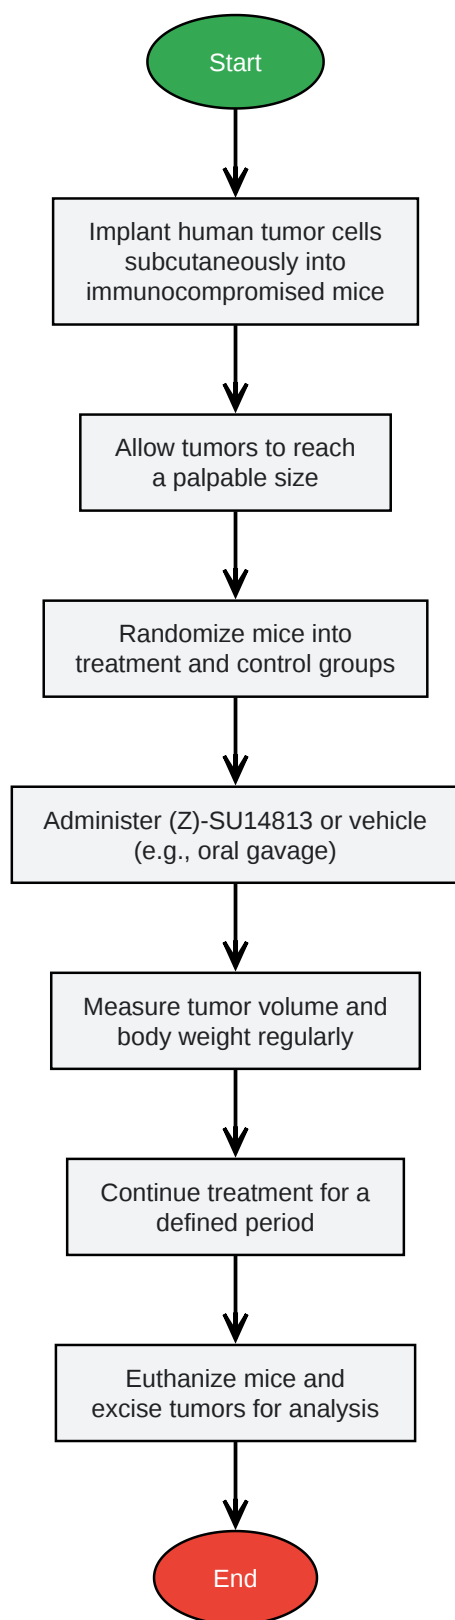 Start
Implant human tumor cells
subcutaneously into
immunocompromised mice
Allow tumors to reach
a palpable size
Randomize mice into
treatment and control groups
Administer (Z)-SU14813 or vehicle
(e.g., oral gavage)
Measure tumor volume and
body weight regularly
Continue treatment for a
defined period
Euthanize mice and
excise tumors for analysis
End